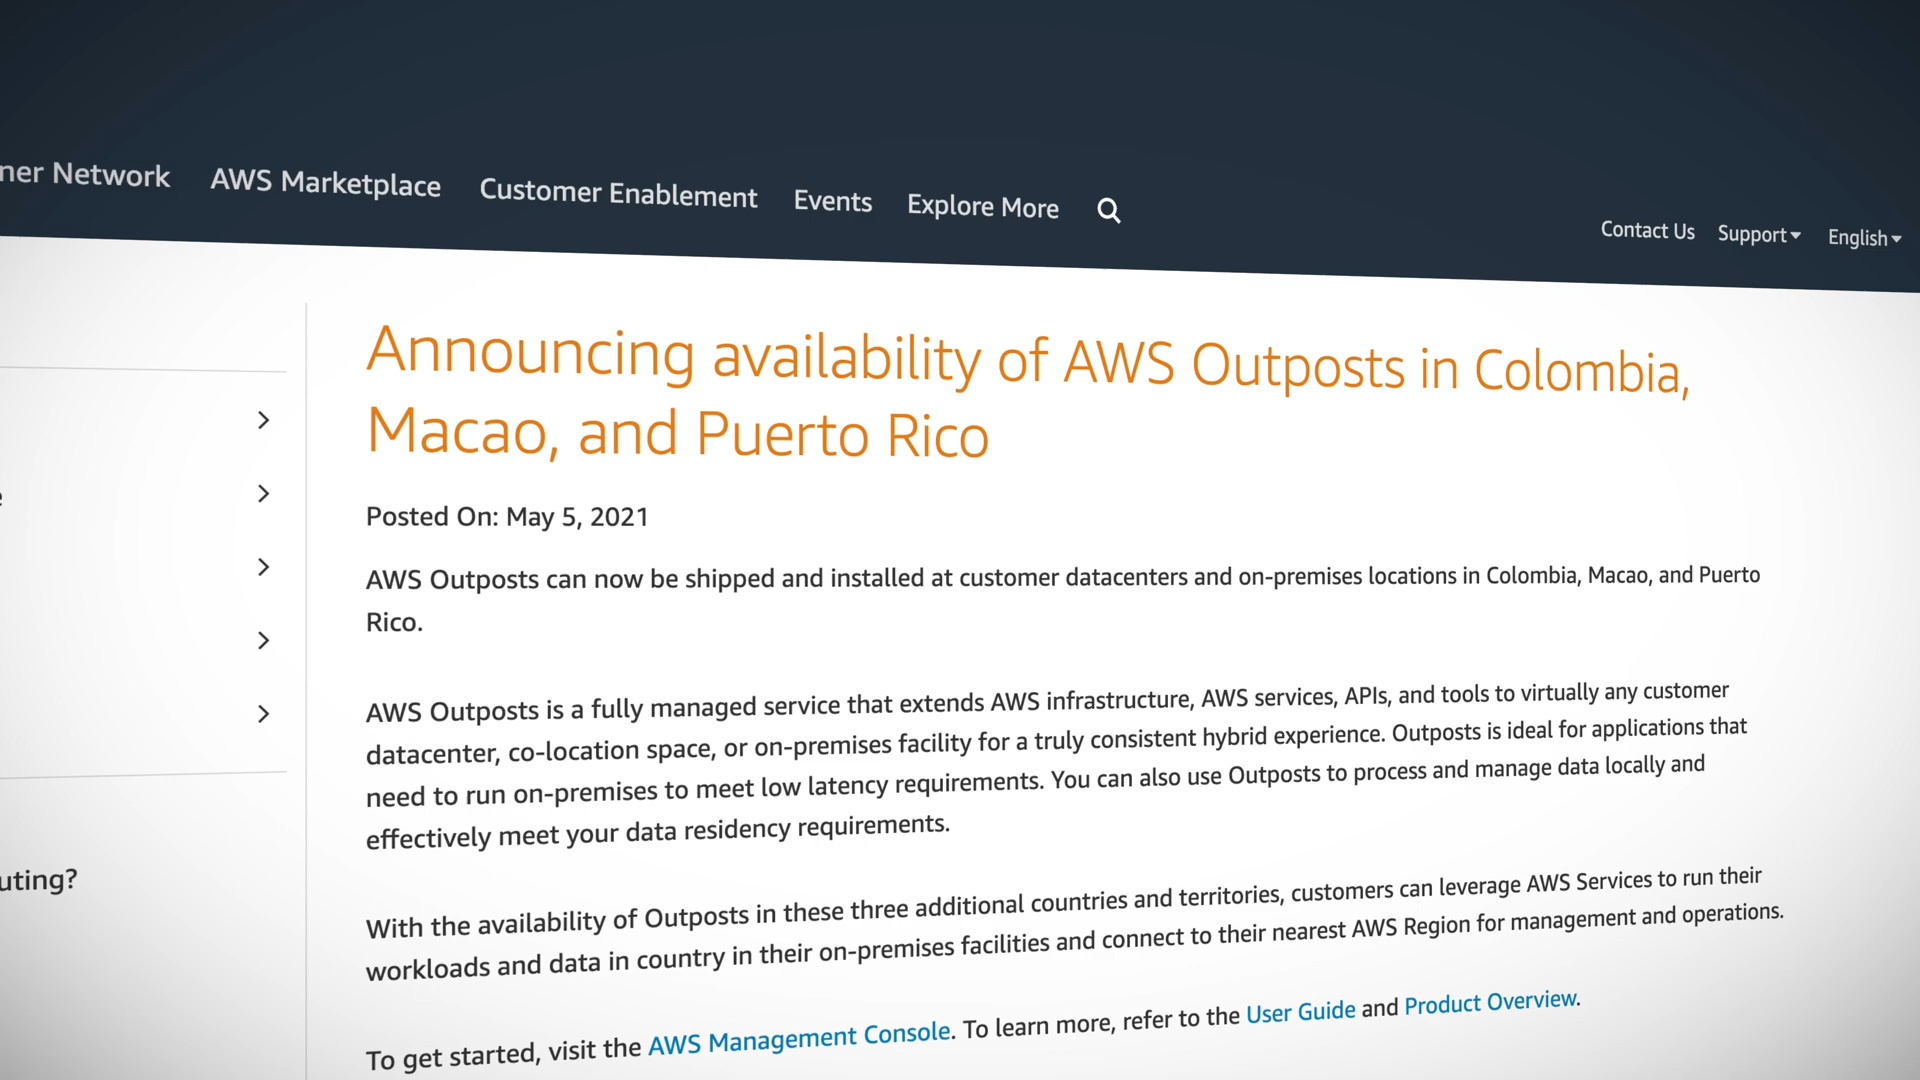 Network AWS Marketplace Customer Enablement Events Explore More
Contact Us Support English
Announcing availability of AWS Outposts in Colombia,
Macao, and Puerto Rico
Posted On: May 5, 2021
AWS Outposts can now be shipped and installed at customer datacenters and on-premises locations in Colombia, Macao, and Puerto
Rico.
AWS Outposts is a fully managed service that extends AWS infrastructure, AWS services, APIs, and tools to virtually any customer
datacenter, co-location space, or on-premises facility for a truly consistent hybrid experience. Outposts is ideal for applications that
need to run on-premises to meet low latency requirements. You can also use Outposts to process and manage data locally and
effectively meet your data residency requirements.
With the availability of Outposts in these three additional countries and territories, customers can leverage AWS Services to run their
workloads and data in country in their on-premises facilities and connect to their nearest AWS Region for management and operations.
To get started, visit the AWS Management Console. To learn more, refer to the User Guide and Product Overview.